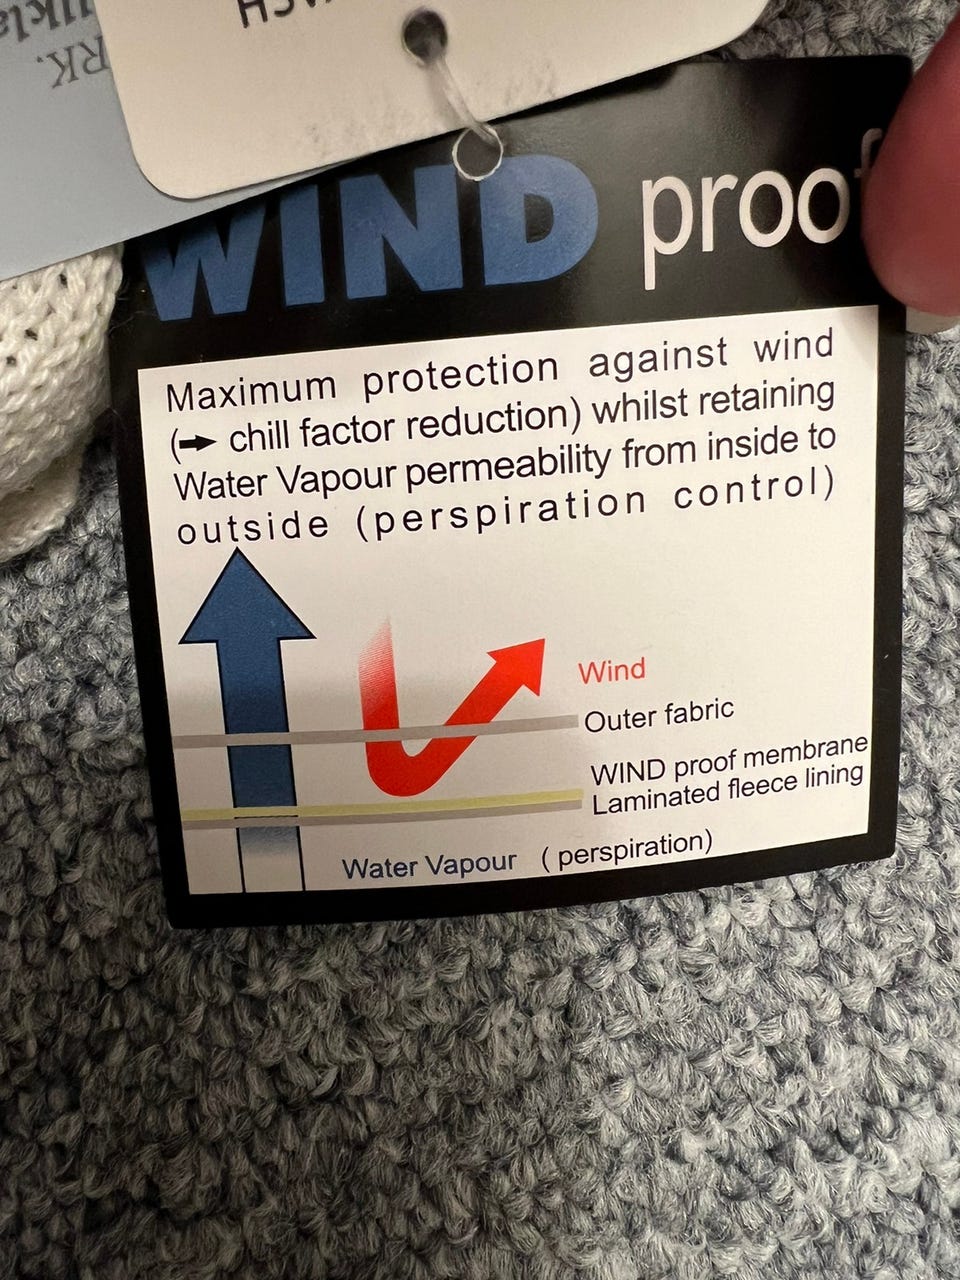 WIND proo
Maximum protection against wind
(➡ chill factor reduction) whilst retaining
Water Vapour permeability from inside to
outside (perspiration control)
Wind
Outer fabric
WIND proof membrane
Laminated fleece lining
Water Vapour ( perspiration)